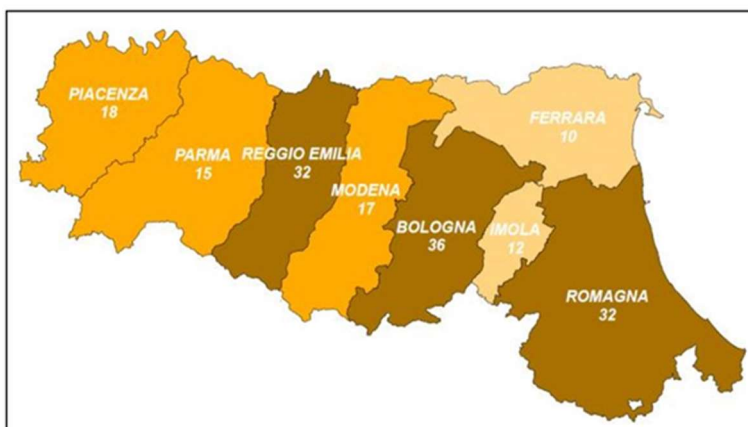 PIACENZA
18
PARMA
15
REGGIO EMILIA
32
MODENA
17
BOLOGNA
36
FERRARA
10
IMOLA
12
ROMAGNA
32